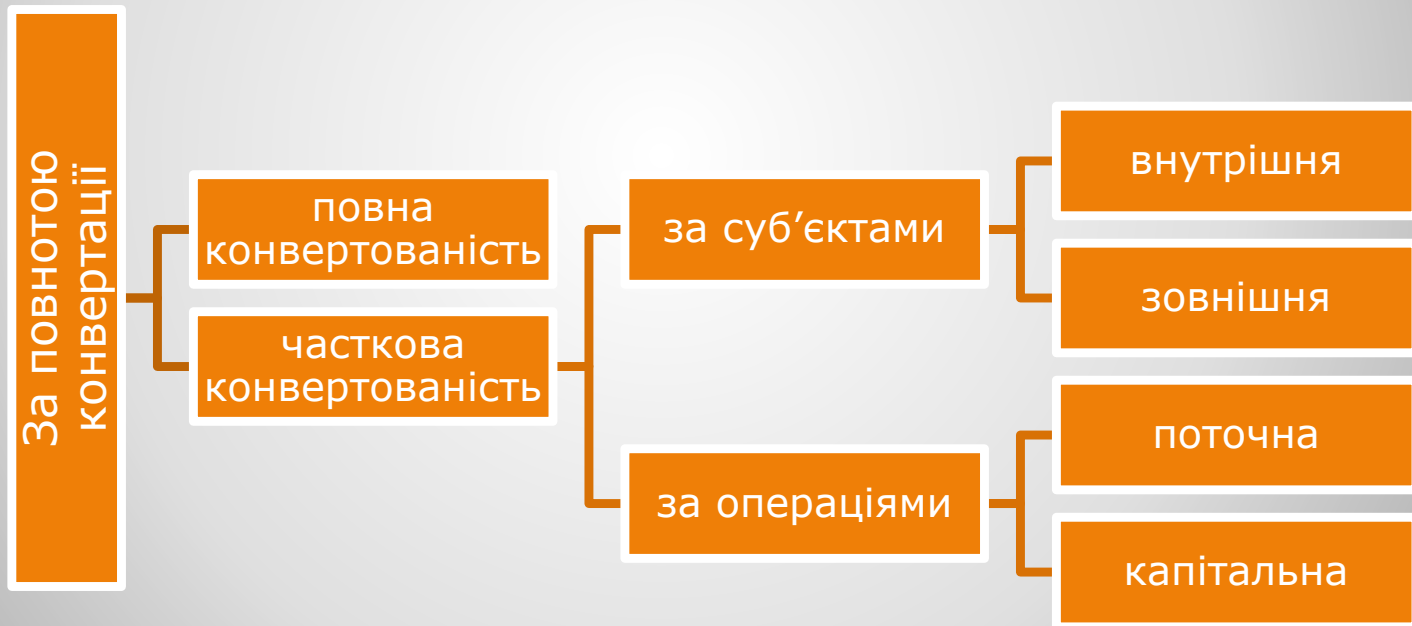 За повнотою
конвертації
повна
конвертованість
часткова
конвертованість
за суб’єктами
за операціями
внутрішня
зовнішня
поточна
капітальна